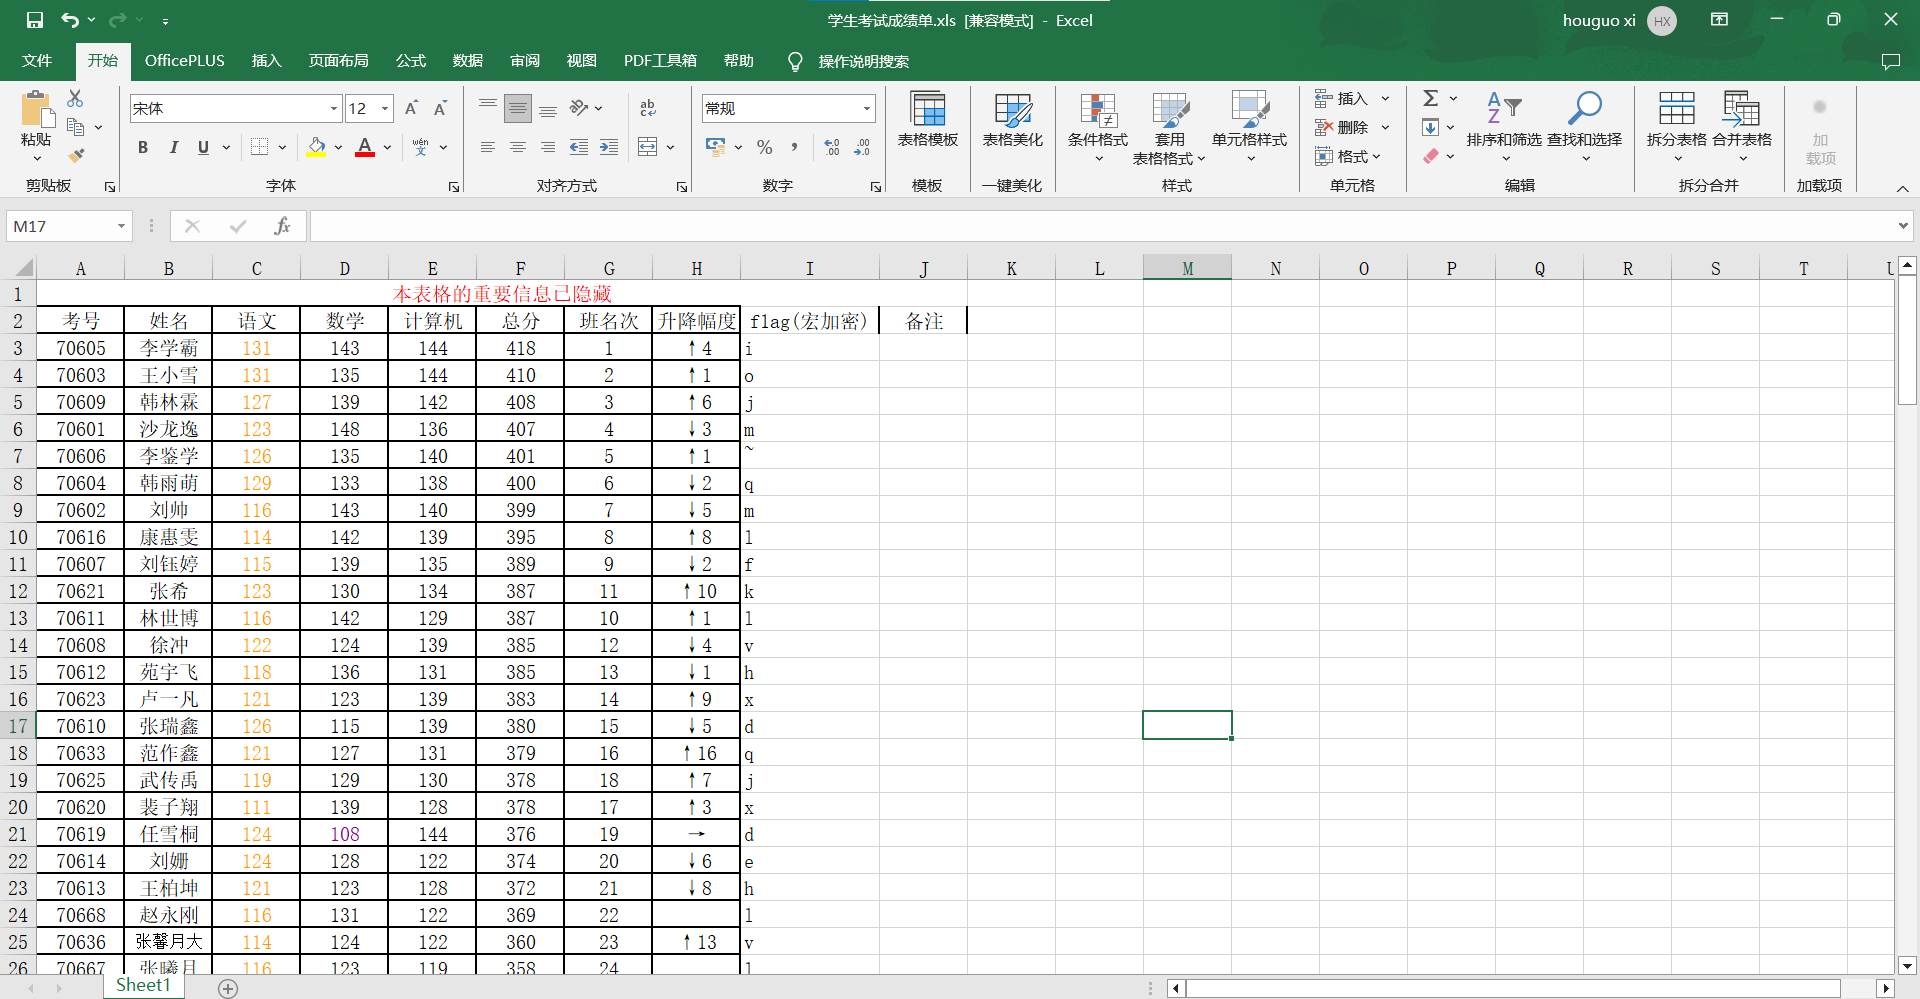 学生考试成绩单.xls [兼容模式] - Excel
houguo xi HX
文件 开始 OfficePLUS 插入 页面布局 公式 数据 审阅 视图 PDF工具箱 帮助 操作说明搜索
宋体 12 常规
粘贴 B I U A wén 文 ab % 表格模板 表格美化 条件格式 套用 表格格式 单元格样式 插入 删除 格式 排序和筛选 查找和选择 拆分表格 合并表格 加 载项
剪贴板 字体 对齐方式 数字 模板 一键美化 样式 单元格 编辑 拆分合并 加载项
M17 fx
A B C D E F G H I J K L M N O P Q R S T U
1 本表格的重要信息已隐藏
2 考号 姓名 语文 数学 计算机 总分 班名次 升降幅度 flag(宏加密) 备注
3 70605 李学霸 131 143 144 418 1 ↑4 i
4 70603 王小雪 131 135 144 410 2 ↑1 o
5 70609 韩林霖 127 139 142 408 3 ↑6 j
6 70601 沙龙逸 123 148 136 407 4 ↓3 m
7 70606 李鉴学 126 135 140 401 5 ↑1 ~
8 70604 韩雨萌 129 133 138 400 6 ↓2 q
9 70602 刘帅 116 143 140 399 7 ↓5 m
10 70616 康惠雯 114 142 139 395 8 ↑8 l
11 70607 刘钰婷 115 139 135 389 9 ↓2 f
12 70621 张希 123 130 134 387 11 ↑10 k
13 70611 林世博 116 142 129 387 10 ↑1 l
14 70608 徐冲 122 124 139 385 12 ↓4 v
15 70612 苑宇飞 118 136 131 385 13 ↓1 h
16 70623 卢一凡 121 123 139 383 14 ↑9 x
17 70610 张瑞鑫 126 115 139 380 15 ↓5 d
18 70633 范作鑫 121 127 131 379 16 ↑16 q
19 70625 武传禹 119 129 130 378 18 ↑7 j
20 70620 裴子翔 111 139 128 378 17 ↑3 x
21 70619 任雪桐 124 108 144 376 19 → d
22 70614 刘姗 124 128 122 374 20 ↓6 e
23 70613 王柏坤 121 123 128 372 21 ↓8 h
24 70668 赵永刚 116 131 122 369 22 l
25 70636 张馨月大 114 124 122 360 23 ↑13 v
26 70667 张曦月 116 123 119 358 24 l
Sheet1